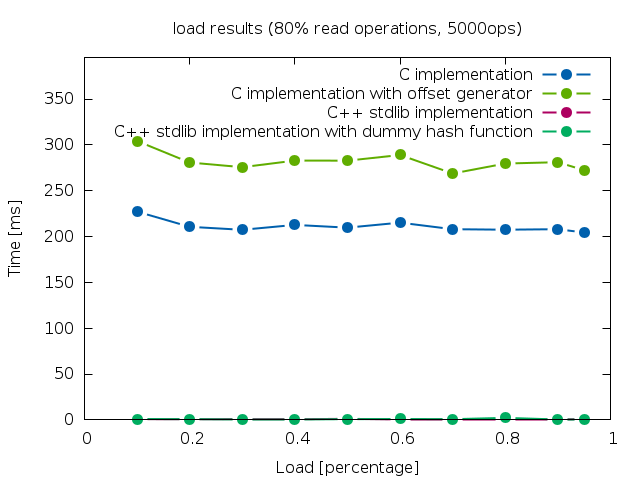 load results (80% read operations, 5000ops)
C implementation
C implementation with offset generator
C++ stdlib implementation
C++ stdlib implementation with dummy hash function
350
300
250
200
150
100
50
0
Time [ms]
0
0.2
0.4
0.6
0.8
1
Load [percentage]